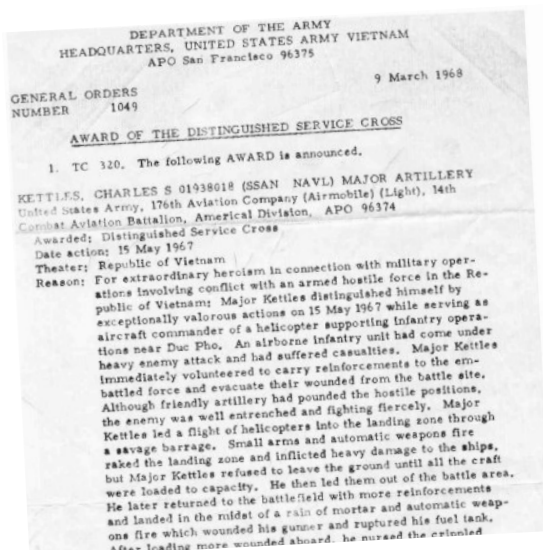 DEPARTMENT OF THE ARMY
HEADQUARTERS, UNITED STATES ARMY VIETNAM
APO San Francisco 96375
9 March 1968
GENERAL ORDERS
NUMBER 1049
AWARD OF THE DISTINGUISHED SERVICE CROSS
1. TC 320. The following AWARD is announced.
KETTLES, CHARLES S 01938018 (SSAN NAVL) MAJOR ARTILLERY
United States Army, 176th Aviation Company (Airmobile) (Light), 14th
Combat Aviation Battalion, Americal Division, APO 96374
Awarded: Distinguished Service Cross
Date action: 15 May 1967
Theater: Republic of Vietnam
Reason: For extraordinary heroism in connection with military oper-
ations involving conflict with an armed hostile force in the Re-
public of Vietnam: Major Kettles distinguished himself by
exceptionally valorous actions on 15 May 1967 while serving as
aircraft commander of a helicopter supporting infantry opera-
tions near Duc Pho. An airborne infantry unit had come under
heavy enemy attack and had suffered casualties. Major Kettles
immediately volunteered to carry reinforcements to the em-
battled force and evacuate their wounded from the battle site.
Although friendly artillery had pounded the hostile positions,
the enemy was well entrenched and fighting fiercely. Major
Kettles led a flight of helicopters into the landing zone through
a savage barrage. Small arms and automatic weapons fire
raked the landing zone and inflicted heavy damage to the ships,
but Major Kettles refused to leave the ground until all the craft
were loaded to capacity. He then led them out of the battle area.
He later returned to the battlefield with more reinforcements
and landed in the midst of a rain of mortar and automatic weap-
ons fire which wounded his gunner and ruptured his fuel tank.
After loading more wounded aboard, he nursed the crippled